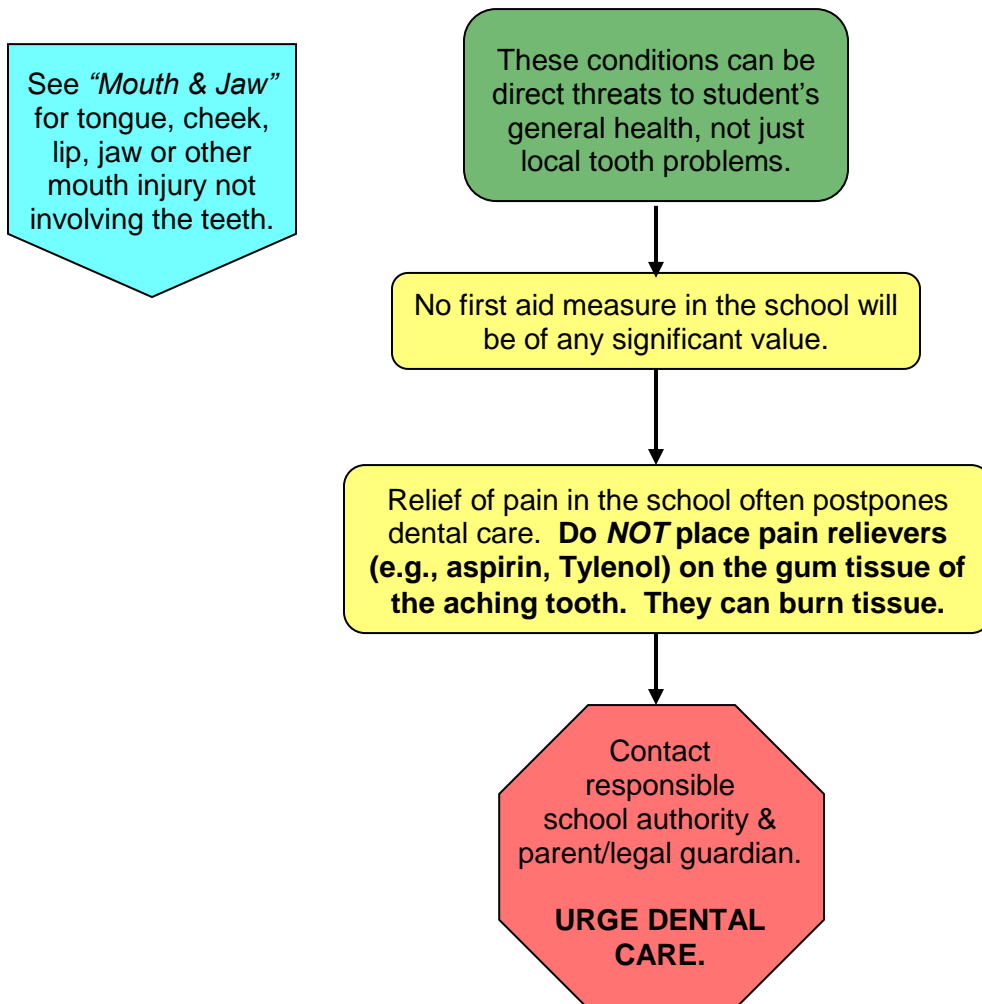 See “Mouth & Jaw”
for tongue, cheek,
lip, jaw or other
mouth injury not
involving the teeth.
These conditions can be
direct threats to student’s
general health, not just
local tooth problems.
No first aid measure in the school will
be of any significant value.
Relief of pain in the school often postpones
dental care.  Do NOT place pain relievers
(e.g., aspirin, Tylenol) on the gum tissue of
the aching tooth.  They can burn tissue.
Contact
responsible
school authority &
parent/legal guardian.
URGE DENTAL
CARE.